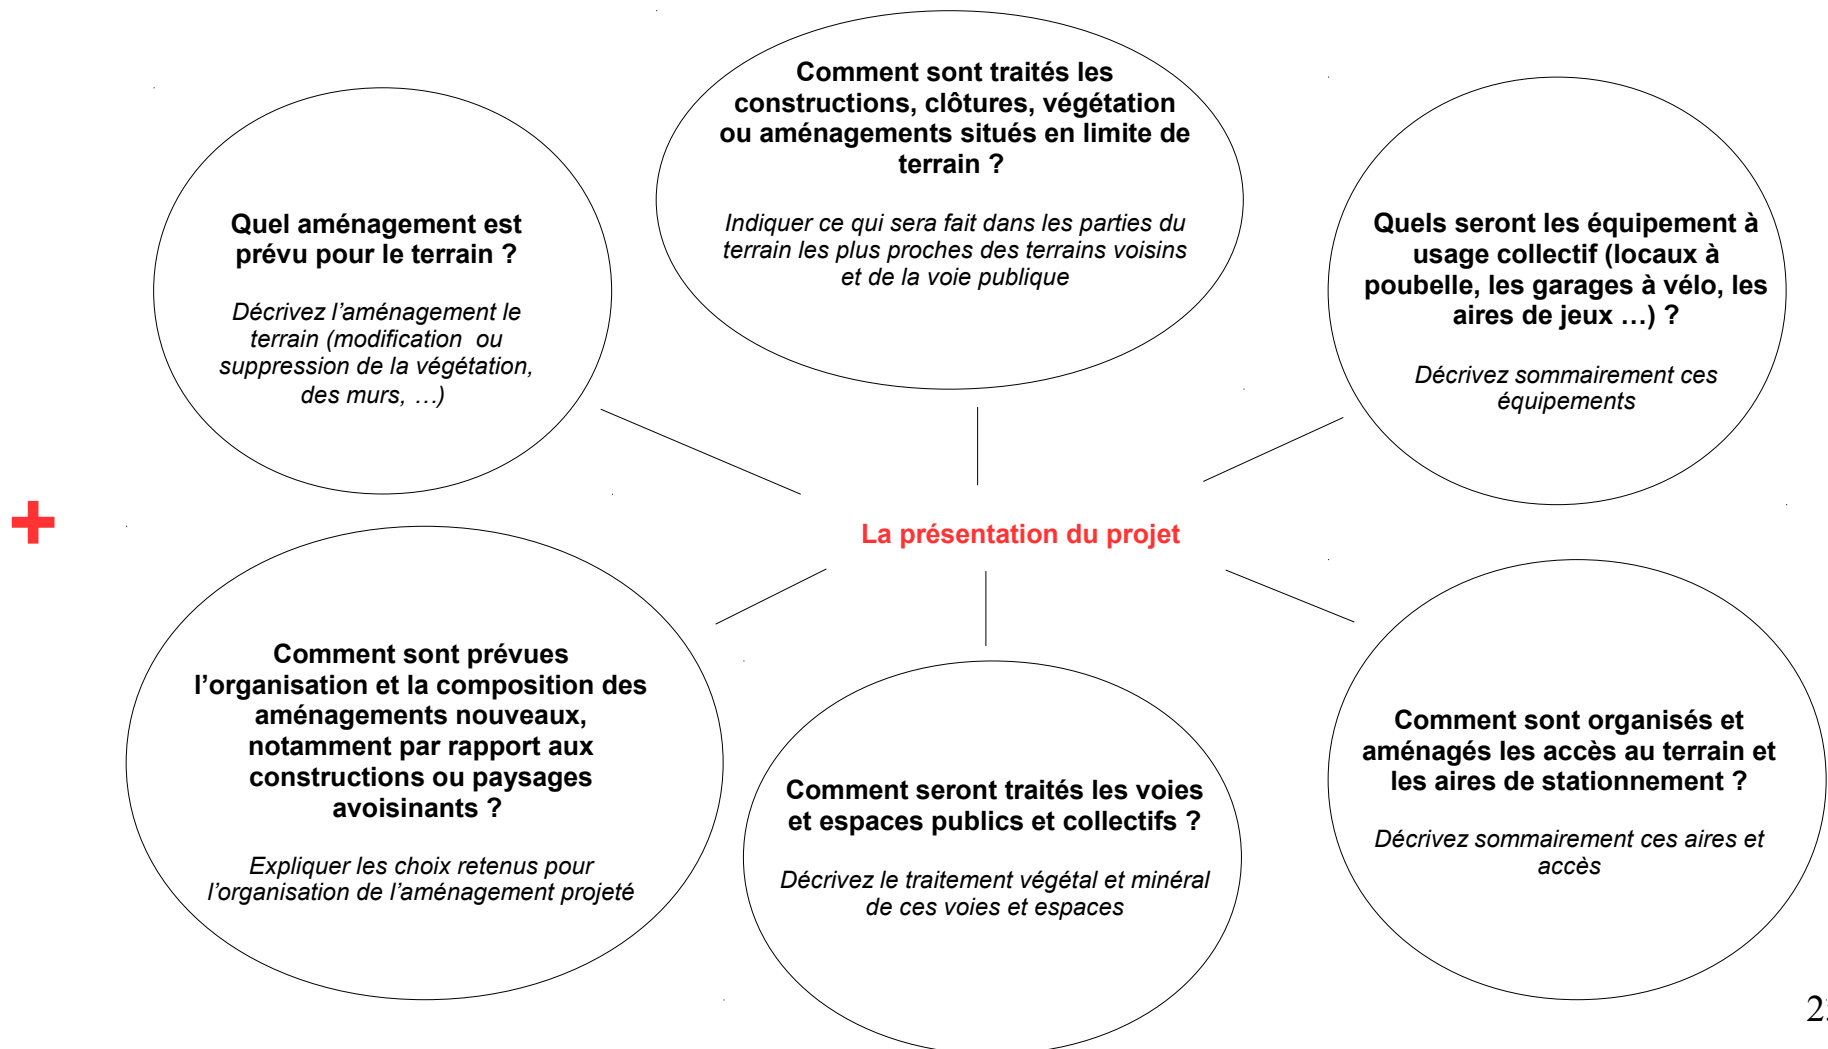 Comment sont traités les
constructions, clôtures, végétation
ou aménagements situés en limite de
terrain ?
Indiquer ce qui sera fait dans les parties du
terrain les plus proches des terrains voisins
et de la voie publique
Quel aménagement est
prévu pour le terrain ?
Décrivez l’aménagement le
terrain (modification ou
suppression de la végétation,
des murs, …)
Quels seront les équipement à
usage collectif (locaux à
poubelle, les garages à vélo, les
aires de jeux …) ?
Décrivez sommairement ces
équipements
+
La présentation du projet
Comment sont prévues
l’organisation et la composition des
aménagements nouveaux,
notamment par rapport aux
constructions ou paysages
avoisinants ?
Expliquer les choix retenus pour
l’organisation de l’aménagement projeté
Comment seront traités les voies
et espaces publics et collectifs ?
Décrivez le traitement végétal et minéral
de ces voies et espaces
Comment sont organisés et
aménagés les accès au terrain et
les aires de stationnement ?
Décrivez sommairement ces aires et
accès